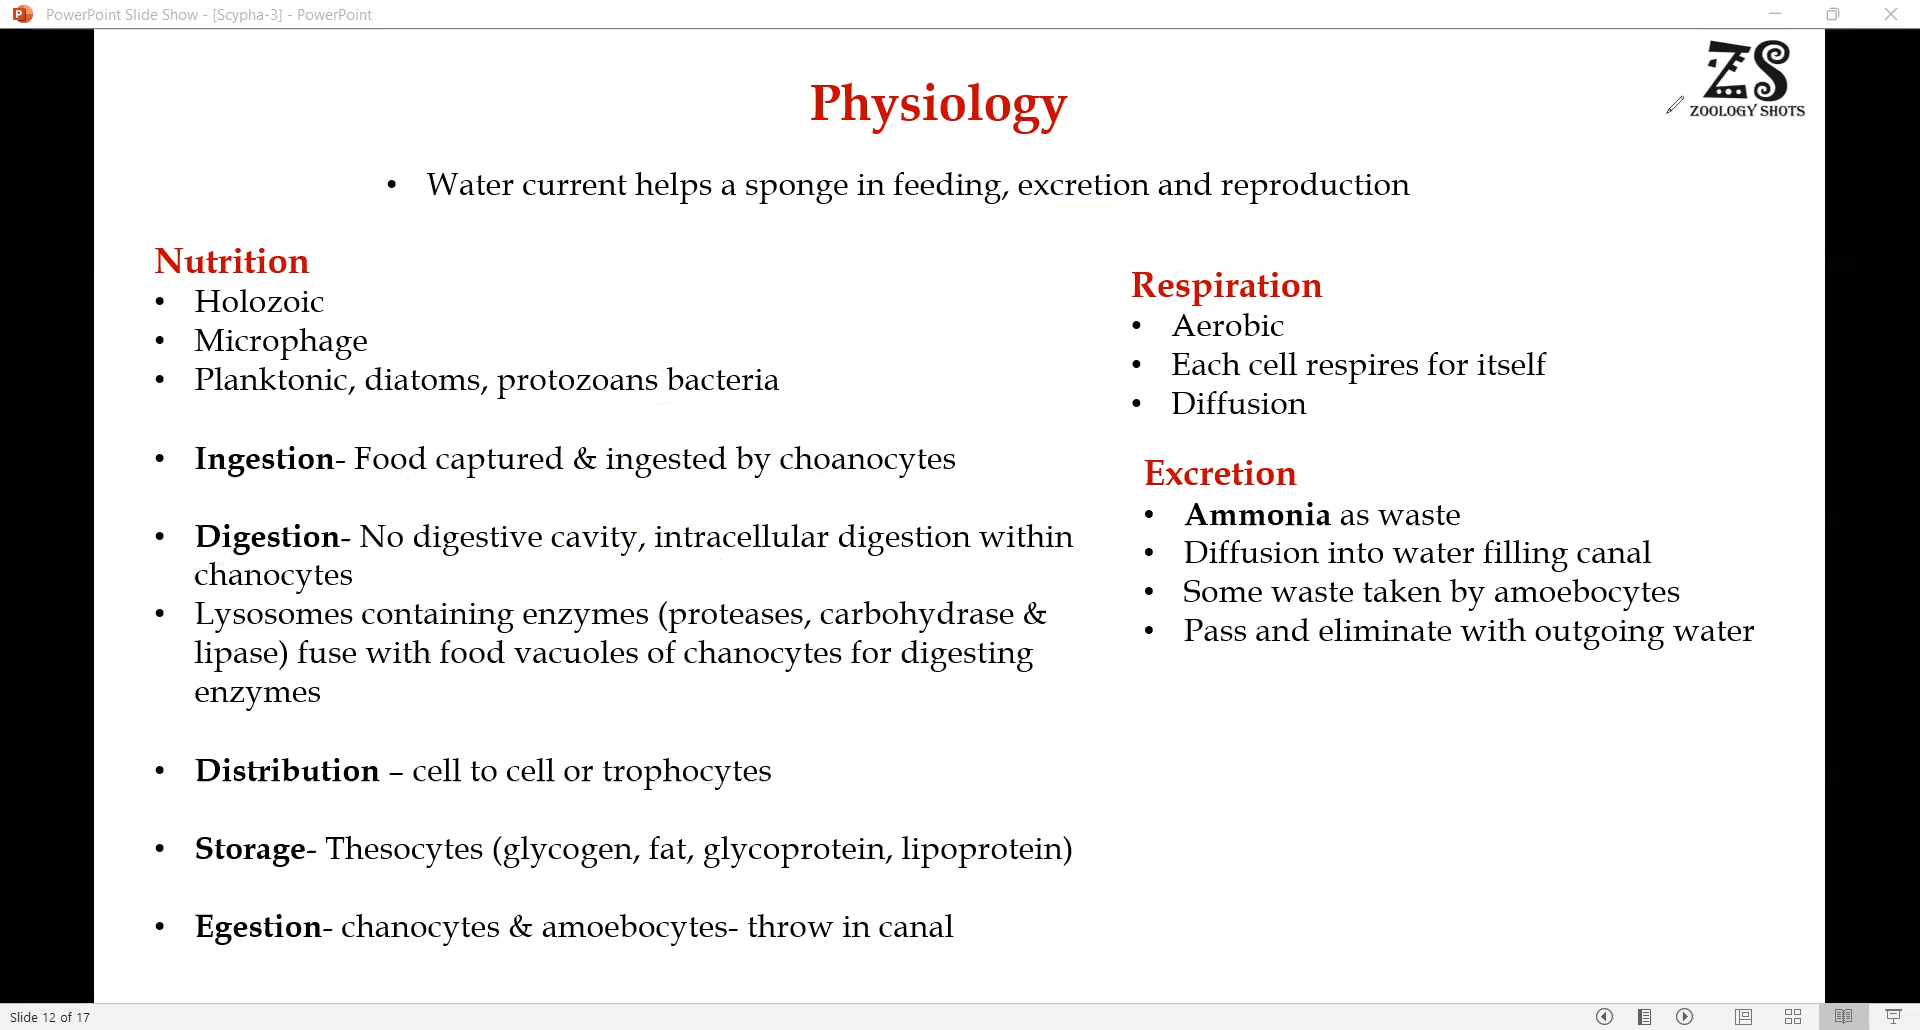 PowerPoint Slide Show - [Scypha-3] - PowerPoint
ZS
ZOOLOGY SHOTS
Physiology
• Water current helps a sponge in feeding, excretion and reproduction
Nutrition
• Holozoic
• Microphage
• Planktonic, diatoms, protozoans bacteria
• Ingestion- Food captured & ingested by choanocytes
• Digestion- No digestive cavity, intracellular digestion within
chanocytes
• Lysosomes containing enzymes (proteases, carbohydrase &
lipase) fuse with food vacuoles of chanocytes for digesting
enzymes
• Distribution – cell to cell or trophocytes
• Storage- Thesocytes (glycogen, fat, glycoprotein, lipoprotein)
• Egestion- chanocytes & amoebocytes- throw in canal
Respiration
• Aerobic
• Each cell respires for itself
• Diffusion
Excretion
• Ammonia as waste
• Diffusion into water filling canal
• Some waste taken by amoebocytes
• Pass and eliminate with outgoing water
Slide 12 of 17